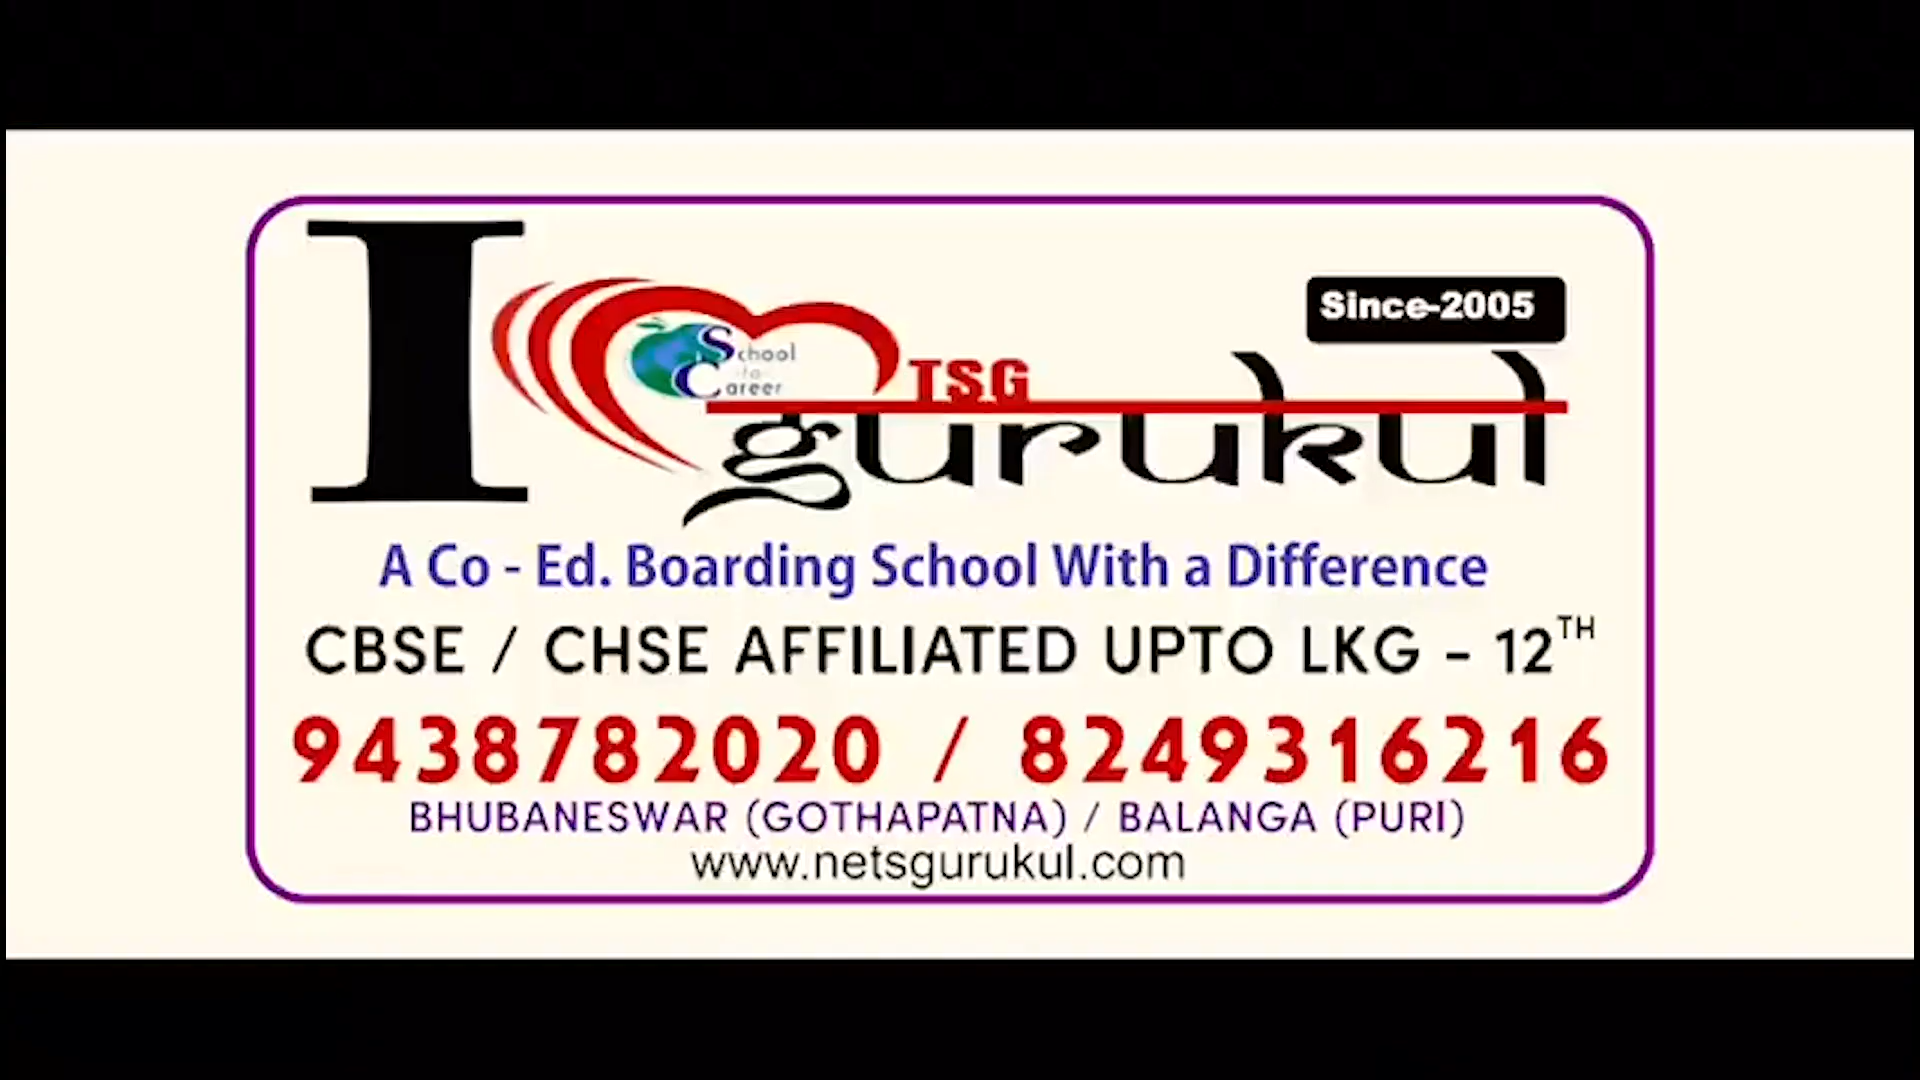 I
Since-2005
School
-to-
Career
TSG
gurukul
A Co - Ed. Boarding School With a Difference
CBSE / CHSE AFFILIATED UPTO LKG - 12TH
9438782020 / 8249316216
BHUBANESWAR (GOTHAPATNA) / BALANGA (PURI)
www.netsgurukul.com